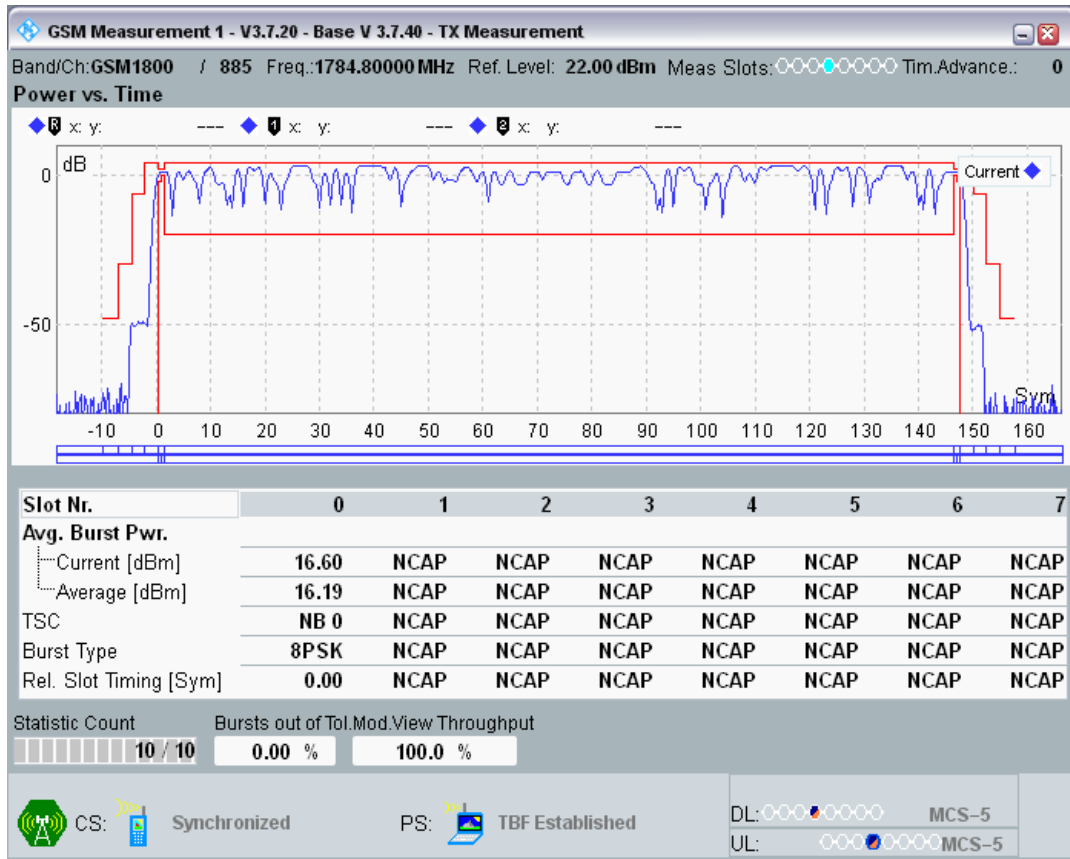 GSM Measurement 1 - V3.7.20 - Base V 3.7.40 - TX Measurement
Band/Ch:GSM1800 / 885 Freq.:1784.80000 MHz Ref. Level: 22.00 dBm Meas Slots: Tim.Advance.: 0
Power vs. Time
R x: y: --- 1 x: y: --- 2 x: y: ---
dB
Current
0
-50
Sym
-10 0 10 20 30 40 50 60 70 80 90 100 110 120 130 140 150 160
Slot Nr. 0 1 2 3 4 5 6 7
Avg. Burst Pwr.
Current [dBm] 16.60 NCAP NCAP NCAP NCAP NCAP NCAP NCAP
Average [dBm] 16.19 NCAP NCAP NCAP NCAP NCAP NCAP NCAP
TSC NB 0 NCAP NCAP NCAP NCAP NCAP NCAP NCAP
Burst Type 8PSK NCAP NCAP NCAP NCAP NCAP NCAP NCAP
Rel. Slot Timing [Sym] 0.00 NCAP NCAP NCAP NCAP NCAP NCAP NCAP
Statistic Count Bursts out of Tol.Mod.View Throughput
10 / 10 0.00 % 100.0 %
CS: Synchronized PS: TBF Established DL: MCS-5
UL: MCS-5